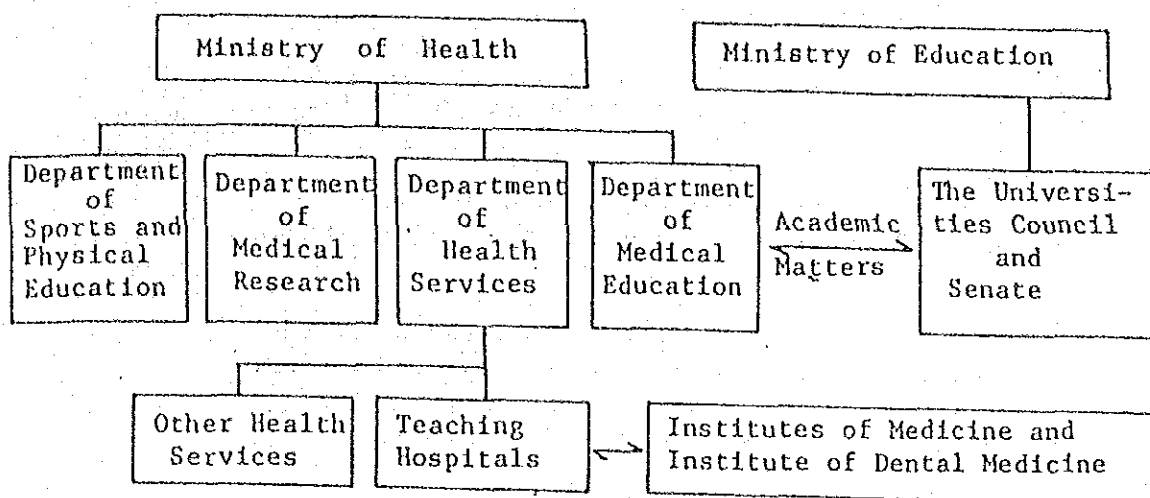 Ministry of Health
Ministry of Education
Department
of
Sports and
Physical
Education
Department
of
Medical
Research
Department
of
Health
Services
Department
of
Medical
Education
Academic
Matters
The Universi-
ties Council
and
Senate
Other Health
Services
Teaching
Hospitals
Institutes of Medicine and
Institute of Dental Medicine